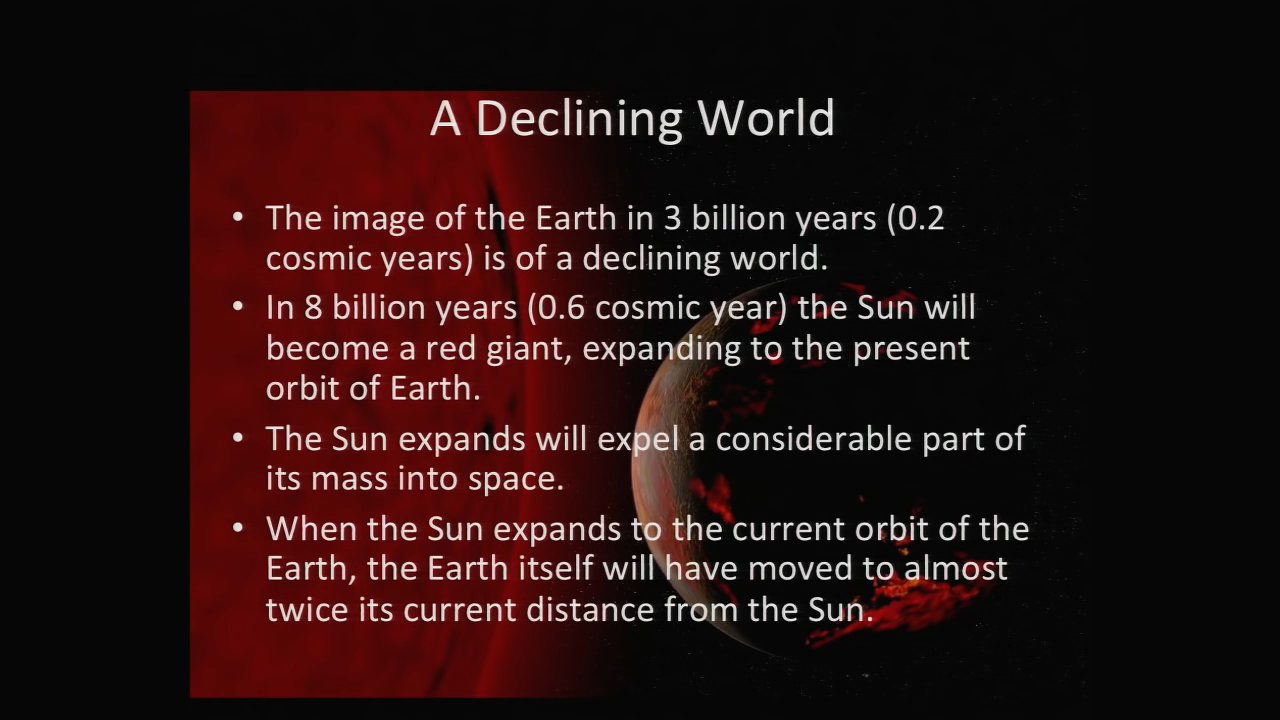 A Declining World
• The image of the Earth in 3 billion years (0.2
cosmic years) is of a declining world.
• In 8 billion years (0.6 cosmic year) the Sun will
become a red giant, expanding to the present
orbit of Earth.
• The Sun expands will expel a considerable part of
its mass into space.
• When the Sun expands to the current orbit of the
Earth, the Earth itself will have moved to almost
twice its current distance from the Sun.